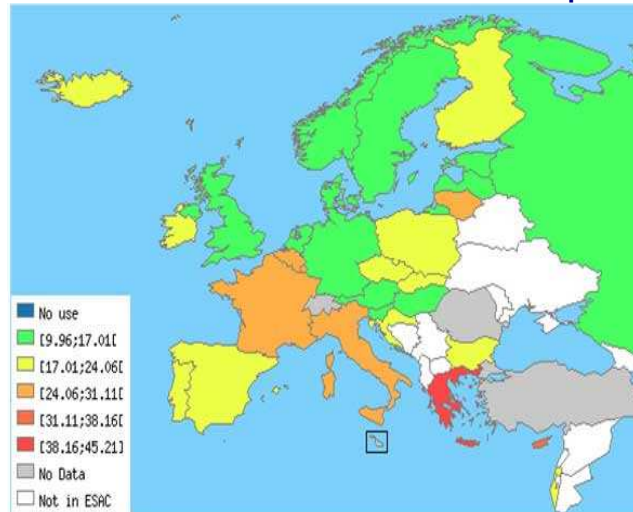 No use
[9.96;17.01[
[17.01;24.06[
[24.06;31.11[
[31.11;38.16[
[38.16;45.21]
No Data
Not in ESAC